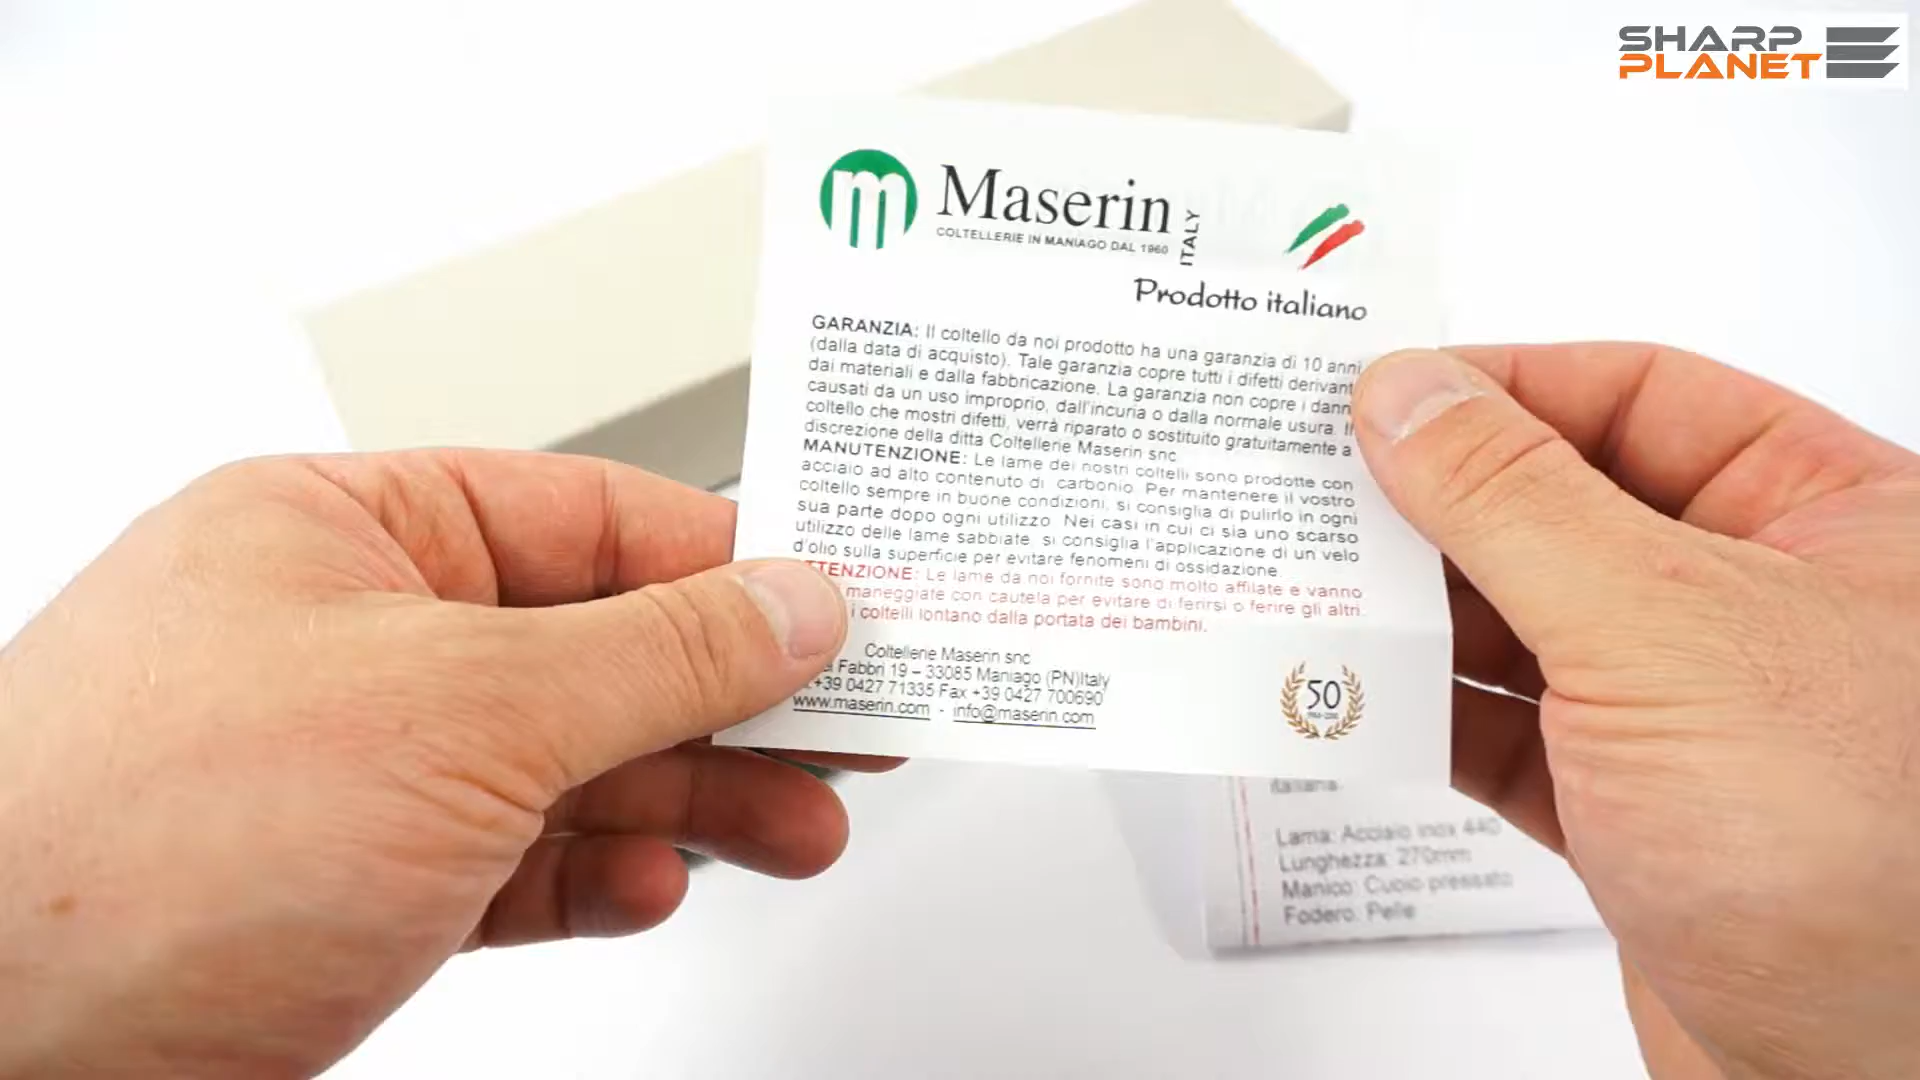 SHARP
PLANET
Maserin
ITALY
COLTELLERIE IN MANIAGO DAL 1960
Prodotto italiano
GARANZIA: Il coltello da noi prodotto ha una garanzia di 10 anni
(dalla data di acquisto). Tale garanzia copre tutti i difetti derivant
dai materiali e dalla fabbricazione. La garanzia non copre i dann
causati da un uso improprio, dall'incuria o dalla normale usura. Il
coltello che mostri difetti, verrà riparato o sostituito gratuitamente a
discrezione della ditta Coltellerie Maserin snc.
MANUTENZIONE: Le lame dei nostri coltelli sono prodotte con
acciaio ad alto contenuto di carbonio. Per mantenere il vostro
coltello sempre in buone condizioni, si consiglia di pulirlo in ogni
sua parte dopo ogni utilizzo. Nei casi in cui ci sia uno scarso
utilizzo delle lame sabbiate, si consiglia l'applicazione di un velo
d'olio sulla superficie per evitare fenomeni di ossidazione.
TTENZIONE: Le lame da noi fornite sono molto affilate e vanno
maneggiate con cautela per evitare di ferirsi o ferire gli altri.
i coltelli lontano dalla portata dei bambini.
Coltellerie Maserin snc
Fabbri 19 – 33085 Maniago (PN)Italy
+39 0427 71335 Fax +39 0427 700690
www.maserin.com - info@maserin.com
50
italiana.
Lama: Acciaio inox 440
Lunghezza: 270mm
Manico: Cuoio pressato
Fodero: Pelle